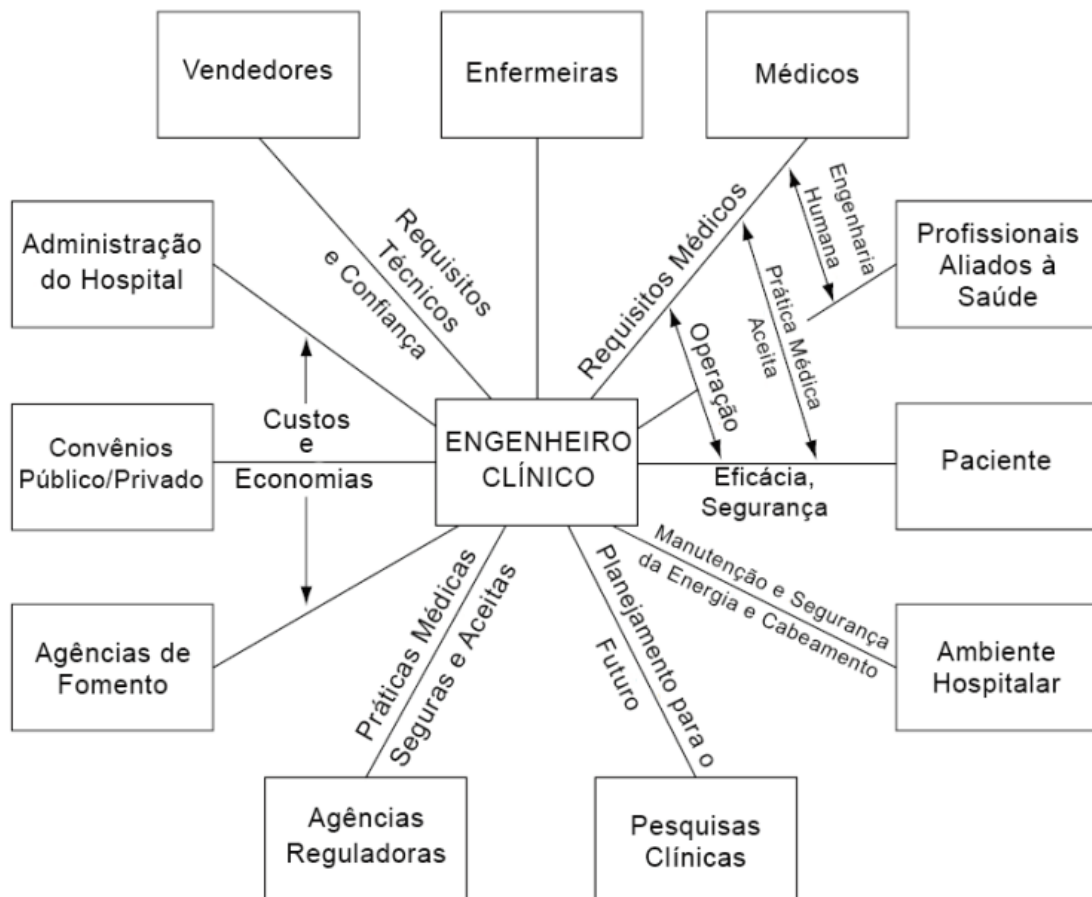 Vendedores
Enfermeiras
Médicos
Administração
do Hospital
Requisitos
Técnicos
e Confiança
Requisitos Médicos
Engenharia
Humana
Profissionais
Aliados à
Saúde
Prática Médica
Aceita
Operação
Convênios
Público/Privado
Custos
e
Economias
ENGENHEIRO
CLÍNICO
Eficácia,
Segurança
Paciente
Agências de
Fomento
Práticas Médicas
Seguras e Aceitas
Planejamento para o
Futuro
Manutenção e Segurança
da Energia e Cabeamento
Ambiente
Hospitalar
Agências
Reguladoras
Pesquisas
Clínicas